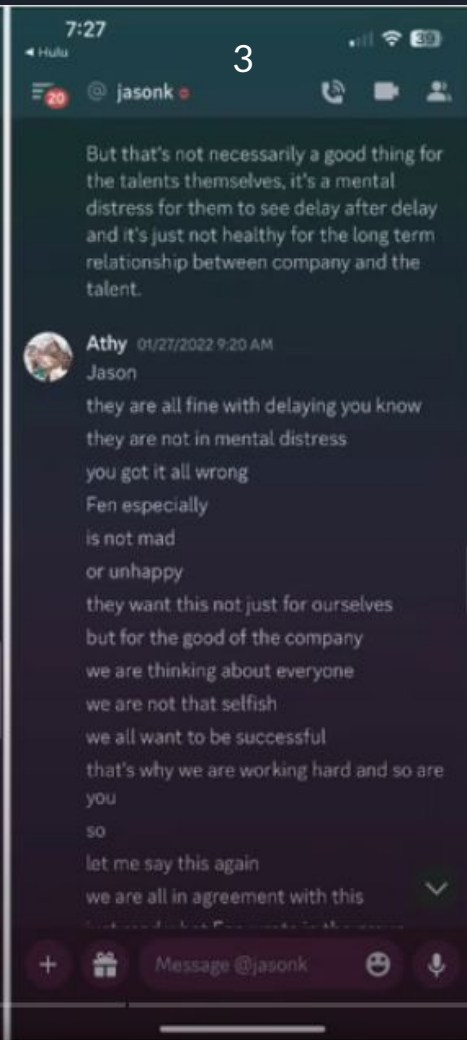 7:27
39
◀ Hulu
3
20
@ jasonk
But that's not necessarily a good thing for
the talents themselves, it's a mental
distress for them to see delay after delay
and it's just not healthy for the long term
relationship between company and the
talent.
Athy 01/27/2022 9:20 AM
Jason
they are all fine with delaying you know
they are not in mental distress
you got it all wrong
Fen especially
is not mad
or unhappy
they want this not just for ourselves
but for the good of the company
we are thinking about everyone
we are not that selfish
we all want to be successful
that's why we are working hard and so are
you
so
let me say this again
we are all in agreement with this
Message @jasonk